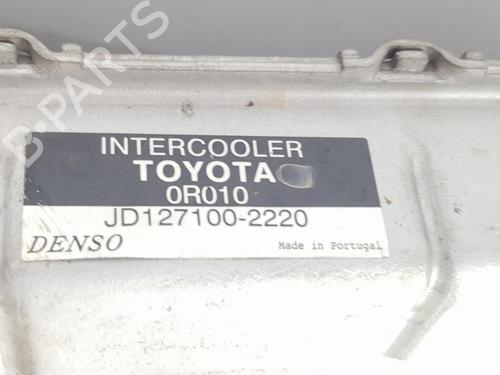 B-PARTS
INTERCOOLER
TOYOTA
0R010
JD127100-2220
DENSO
Made in Portugal